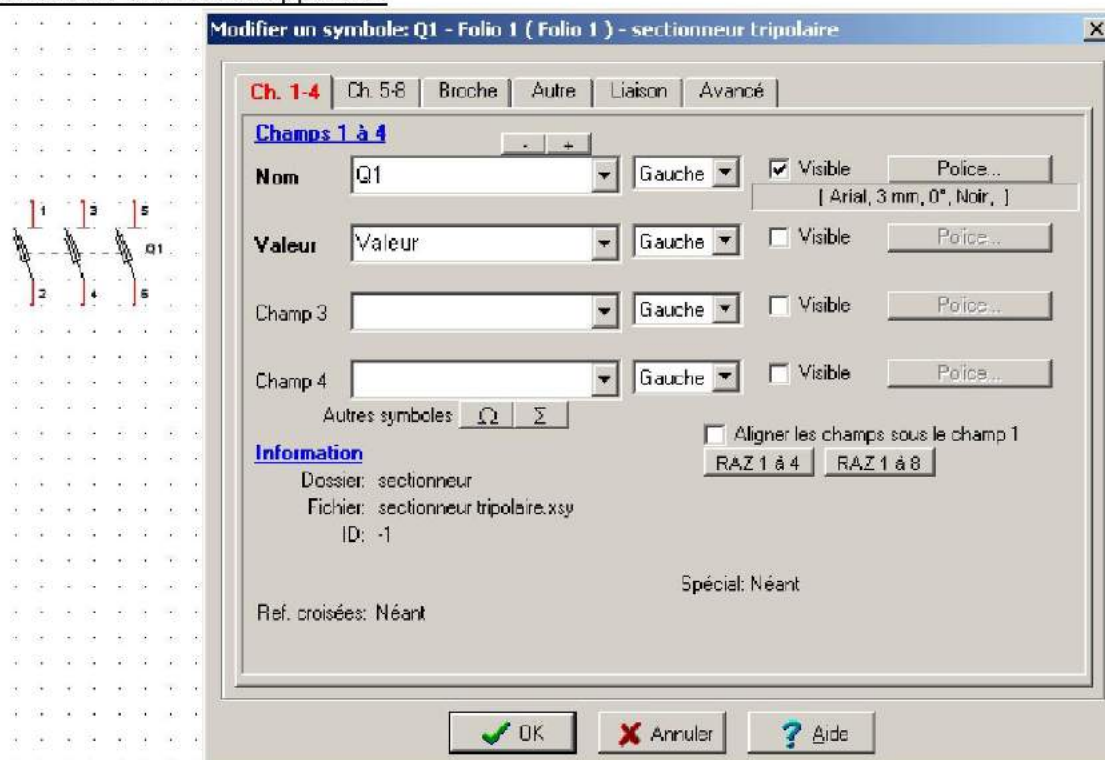 Modifier un symbole: Q1 - Folio 1 ( Folio 1 ) - sectionneur tripolaire
Ch. 1-4 Ch. 5-8 Broche Autre Liaison Avancé
Champs 1 à 4
- +
Nom Q1 Gauche Visible Police...
[ Arial, 3 mm, 0°, Noir, ]
Valeur Valeur Gauche Visible Police...
Champ 3 Gauche Visible Police...
Champ 4 Gauche Visible Police...
Autres symboles Ω Σ
Aligner les champs sous le champ 1
RAZ 1 à 4 RAZ 1 à 8
Information
Dossier: sectionneur
Fichier: sectionneur tripolaire.xsy
ID: -1
Spécial: Néant
Ref. croisées: Néant
OK Annuler Aide
1 3 5
Q1
2 4 6